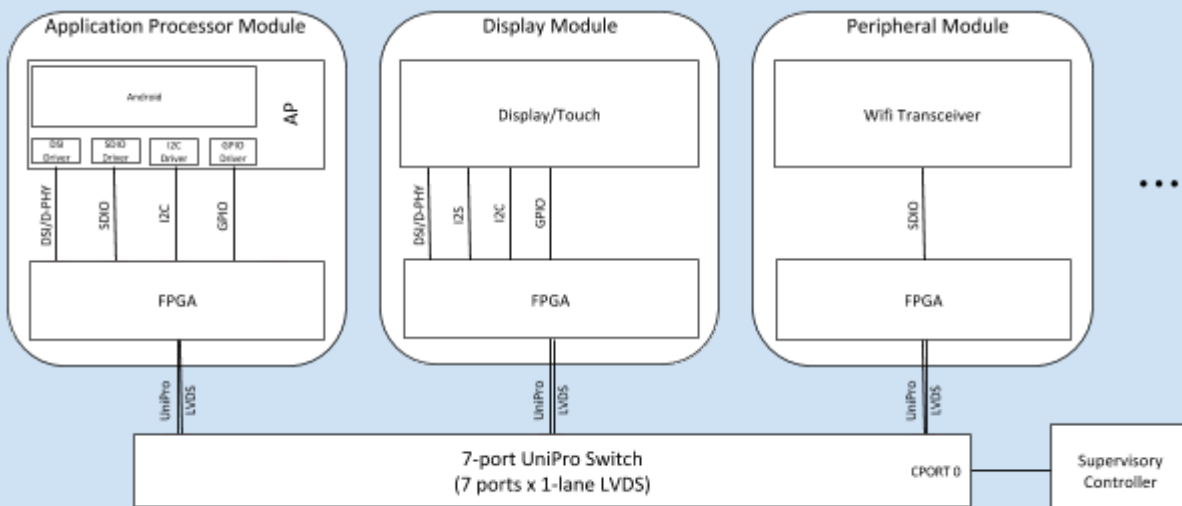 Application Processor Module
Android
AP
DSI
Driver
SDIO
Driver
I2C
Driver
GPIO
Driver
DSI/D-PHY
SDIO
I2C
GPIO
FPGA
UniPro
LVDS
Display Module
Display/Touch
DSI/D-PHY
I2S
I2C
GPIO
FPGA
UniPro
LVDS
Peripheral Module
Wifi Transceiver
SDIO
FPGA
UniPro
LVDS
...
7-port UniPro Switch
(7 ports x 1-lane LVDS)
CPORT 0
Supervisory
Controller